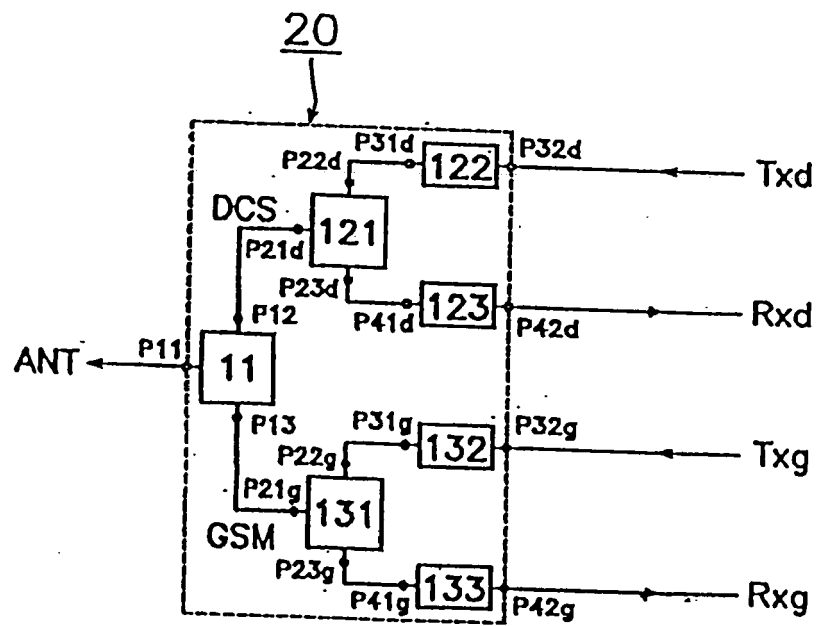 20
P31d
P32d
P22d
122
Txd
DCS
121
P21d
P23d
123
Rxd
P12
P41d
P42d
ANT
P11
11
P13
P31g
P32g
P22g
132
Txg
P21g
131
GSM
P23g
133
Rxg
P41g
P42g